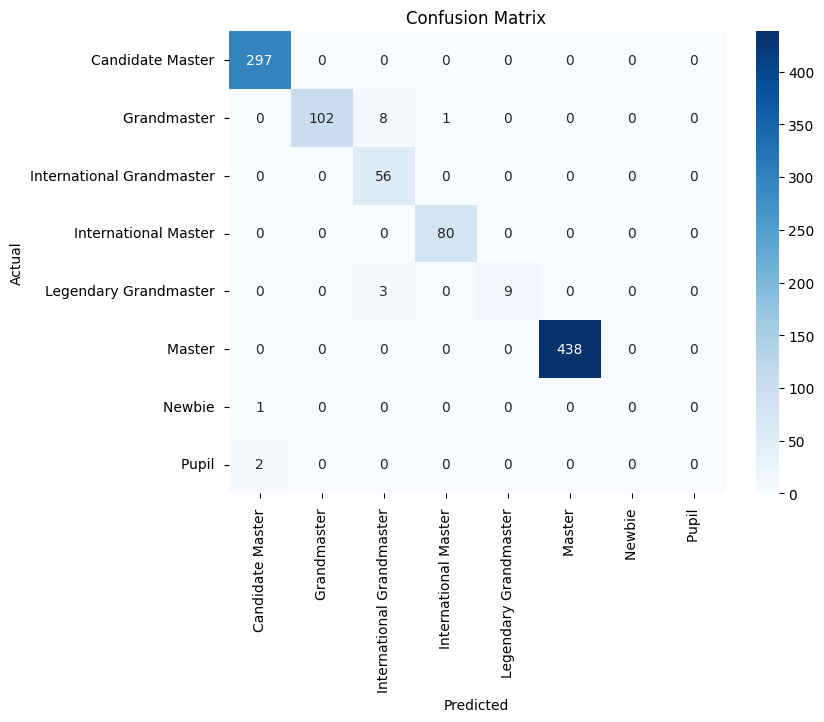 Confusion Matrix
Actual
Candidate Master 297 0 0 0 0 0 0 0
Grandmaster 0 102 8 1 0 0 0 0
International Grandmaster 0 0 56 0 0 0 0 0
International Master 0 0 0 80 0 0 0 0
Legendary Grandmaster 0 0 3 0 9 0 0 0
Master 0 0 0 0 0 438 0 0
Newbie 1 0 0 0 0 0 0 0
Pupil 2 0 0 0 0 0 0 0
Candidate Master
Grandmaster
International Grandmaster
International Master
Legendary Grandmaster
Master
Newbie
Pupil
Predicted
400
350
300
250
200
150
100
50
0